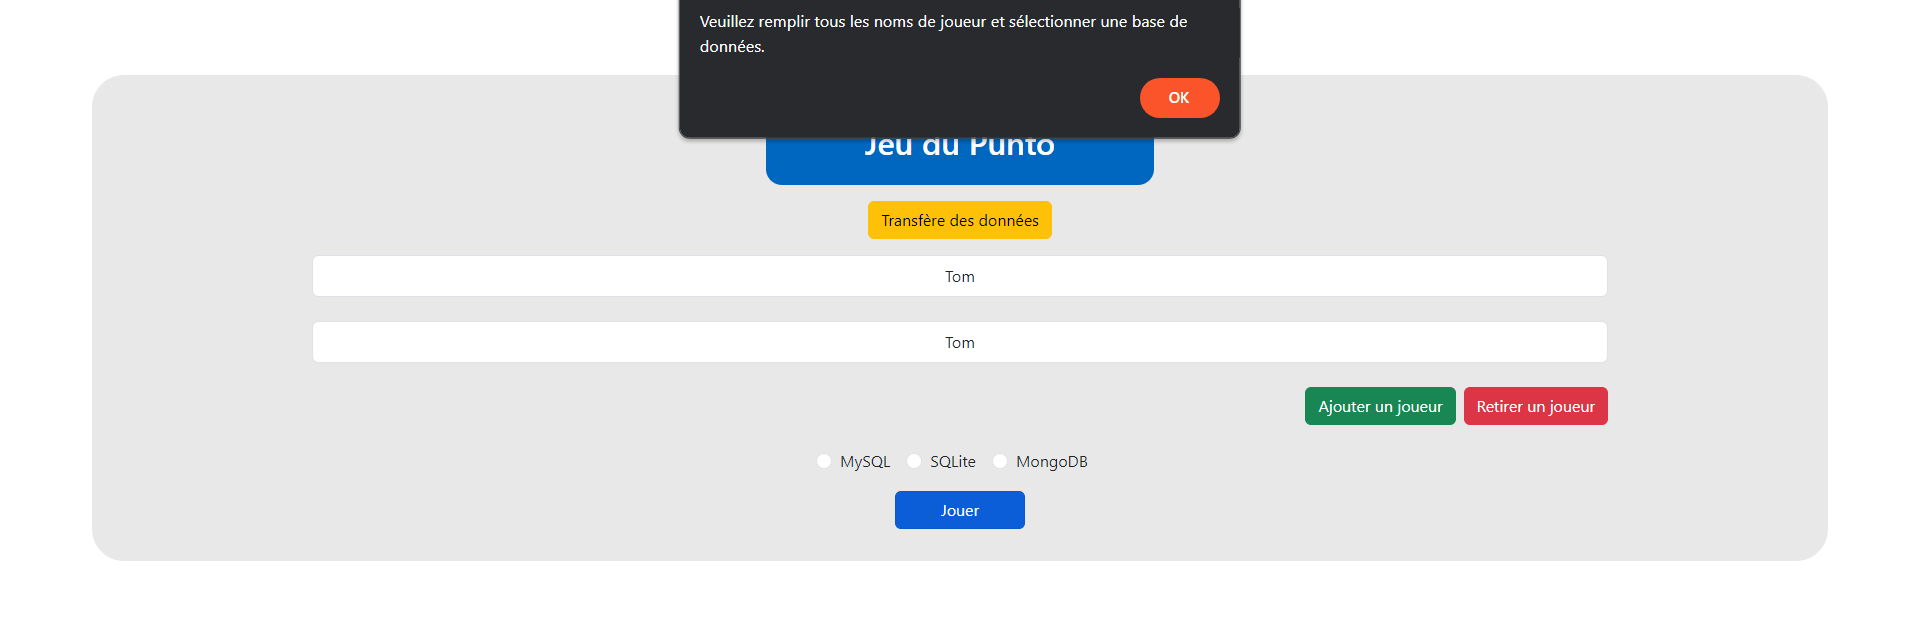 Veuillez remplir tous les noms de joueur et sélectionner une base de
données.
OK
Jeu du Punto
Transfère des données
Tom
Tom
Ajouter un joueur Retirer un joueur
MySQL SQLite MongoDB
Jouer